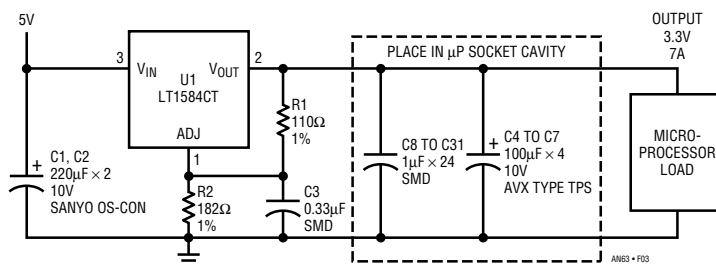 5V
3
V_IN
U1
LT1584CT
V_OUT
2
ADJ
1
C1, C2
220µF × 2
10V
SANYO OS-CON
+
R1
110Ω
1%
R2
182Ω
1%
C3
0.33µF
SMD
PLACE IN µP SOCKET CAVITY
C8 TO C31
1µF × 24
SMD
+
C4 TO C7
100µF × 4
10V
AVX TYPE TPS
OUTPUT
3.3V
7A
MICRO-
PROCESSOR
LOAD
AN63 • F03